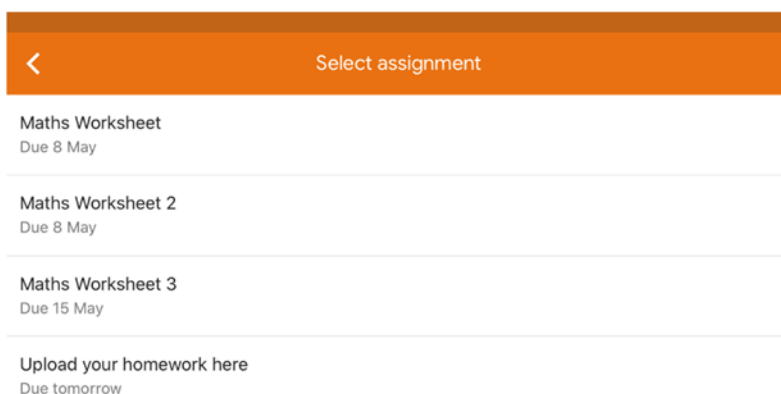 Select assignment
Maths Worksheet
Due 8 May
Maths Worksheet 2
Due 8 May
Maths Worksheet 3
Due 15 May
Upload your homework here
Due tomorrow